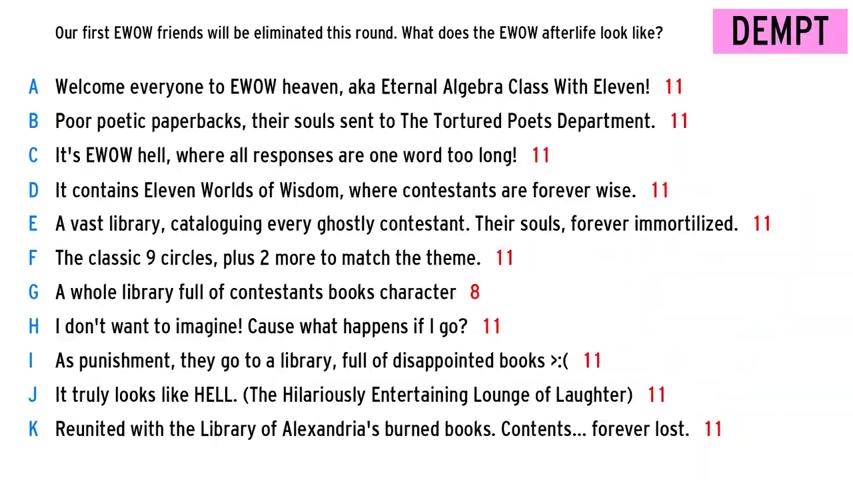 Our first EWOW friends will be eliminated this round. What does the EWOW afterlife look like?
DEMPT
A Welcome everyone to EWOW heaven, aka Eternal Algebra Class With Eleven! 11
B Poor poetic paperbacks, their souls sent to The Tortured Poets Department. 11
C It's EWOW hell, where all responses are one word too long! 11
D It contains Eleven Worlds of Wisdom, where contestants are forever wise. 11
E A vast library, cataloguing every ghostly contestant. Their souls, forever immortilized. 11
F The classic 9 circles, plus 2 more to match the theme. 11
G A whole library full of contestants books character 8
H I don't want to imagine! Cause what happens if I go? 11
I As punishment, they go to a library, full of disappointed books >:( 11
J It truly looks like HELL. (The Hilariously Entertaining Lounge of Laughter) 11
K Reunited with the Library of Alexandria's burned books. Contents... forever lost. 11